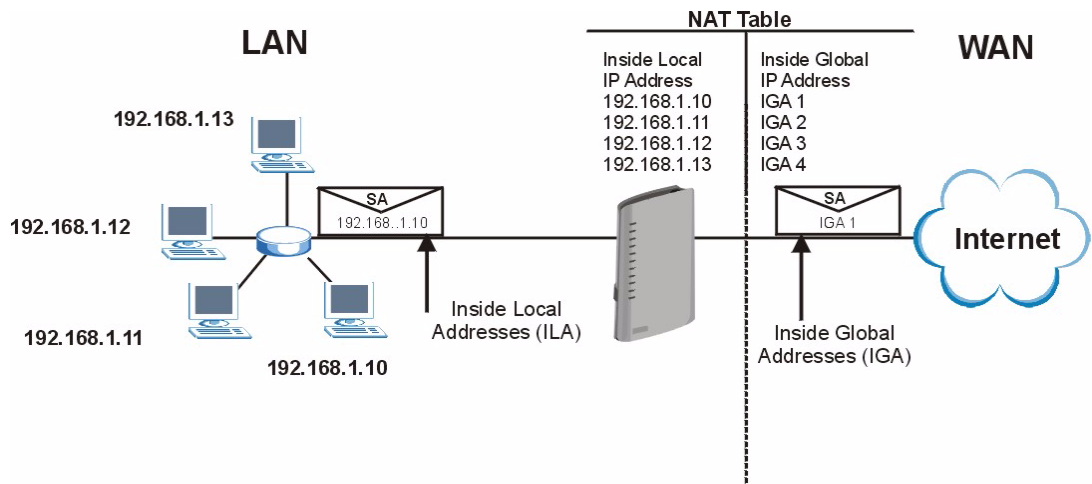 NAT Table
LAN
WAN
Inside Local
IP Address
192.168.1.10
192.168.1.11
192.168.1.12
192.168.1.13
Inside Global
IP Address
IGA 1
IGA 2
IGA 3
IGA 4
192.168.1.13
192.168.1.12
192.168.1.11
192.168.1.10
SA
192.168..1.10
SA
IGA 1
Internet
Inside Local
Addresses (ILA)
Inside Global
Addresses (IGA)